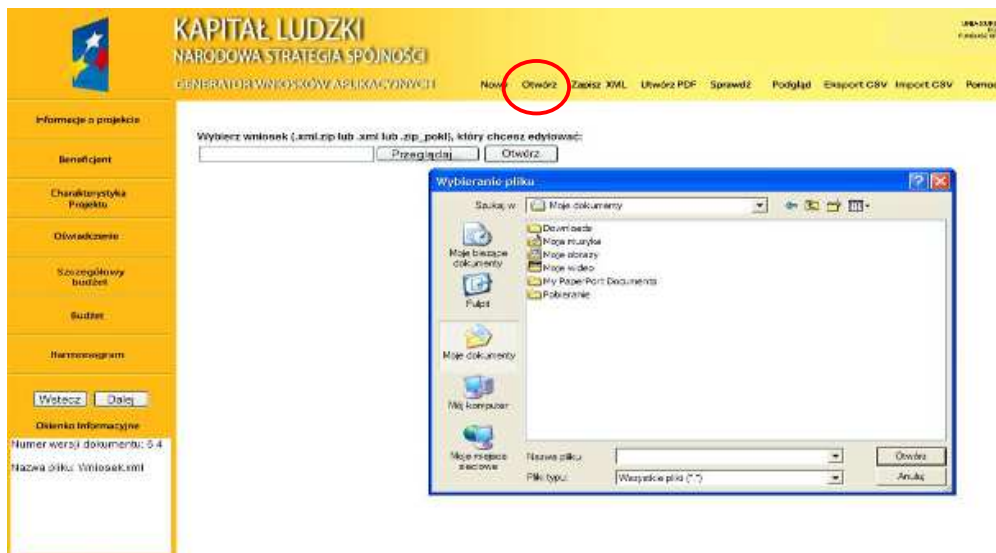 KAPITAŁ LUDZKI
NARODOWA STRATEGIA SPÓJNOŚCI
GENERATOR WNIOSKÓW APLIKACYJNYCH
Nowy Otwórz Zapisz XML Utwórz PDF Sprawdź Podgląd Eksport CSV Import CSV Pomoc
Informacje o projekcie
Beneficjent
Charakterystyka
Projektu
Oświadczenie
Szczegółowy
budżet
Budżet
Harmonogram
Wstecz Dalej
Okienko Informacyjne
Numer wersji dokumentu: 6.4
Nazwa pliku: Wniosek.xml
Wybierz wniosek (.xml.zip lub .xml lub .zip_pokl), który chcesz edytować:
Przeglądaj Otwórz
Wybieranie pliku
Szukaj w: Moje dokumenty
Moje bieżące
dokumenty
Pulpit
Moje dokumenty
Mój komputer
Moje miejsca
sieciowe
Downloads
Moja muzyka
Moje obrazy
Moje wideo
My PaperPort Documents
Pobieranie
Nazwa pliku: Otwórz
Pliki typu: Wszystkie pliki (*.*) Anuluj